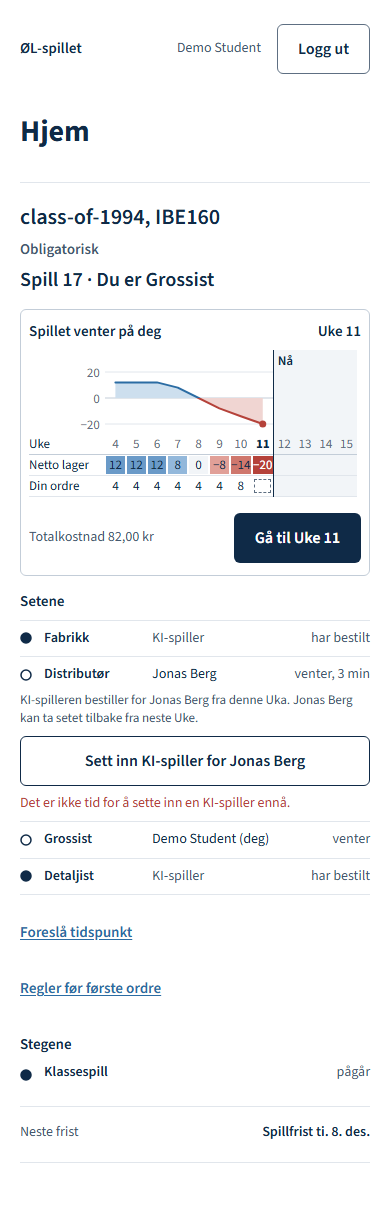 ØL-spillet Demo Student Logg ut
Hjem
class-of-1994, IBE160
Obligatorisk
Spill 17 · Du er Grossist
Spillet venter på deg Uke 11
Nå
20
0
−20
Uke 4 5 6 7 8 9 10 11 12 13 14 15
Netto lager 12 12 12 8 0 −8 −14 −20
Din ordre 4 4 4 4 4 4 8
Totalkostnad 82,00 kr Gå til Uke 11
Setene
Fabrikk KI-spiller har bestilt
Distributør Jonas Berg venter, 3 min
KI-spilleren bestiller for Jonas Berg fra denne Uka. Jonas Berg
kan ta setet tilbake fra neste Uke.
Sett inn KI-spiller for Jonas Berg
Det er ikke tid for å sette inn en KI-spiller ennå.
Grossist Demo Student (deg) venter
Detaljist KI-spiller har bestilt
Foreslå tidspunkt
Regler før første ordre
Stegene
Klassespill pågår
Neste frist Spillfrist ti. 8. des.